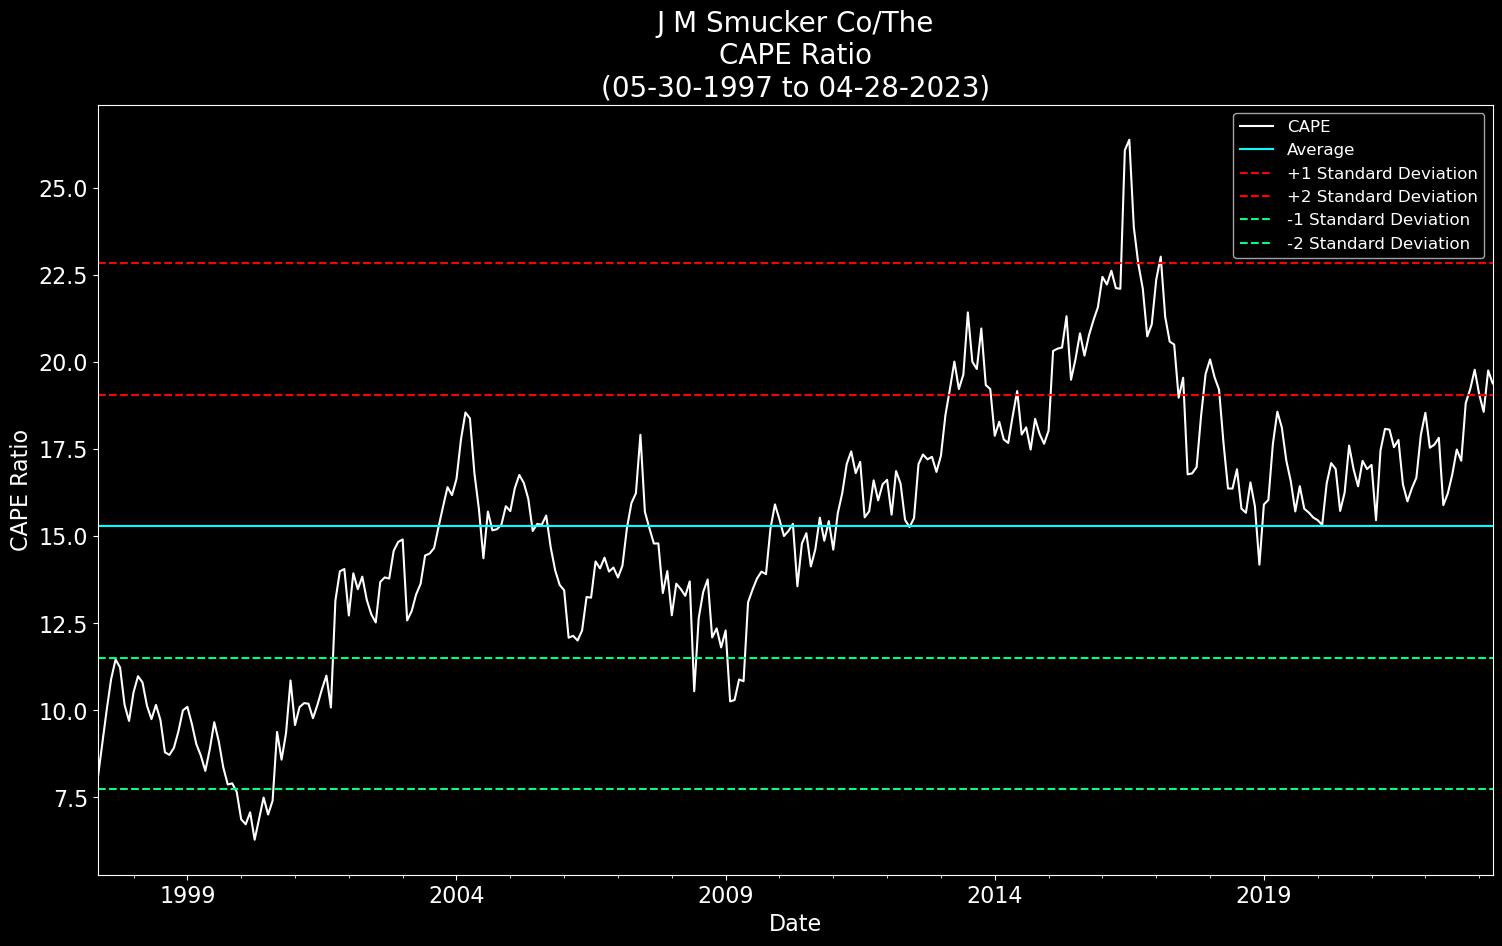 J M Smucker Co/The
CAPE Ratio
(05-30-1997 to 04-28-2023)
CAPE
Average
+1 Standard Deviation
+2 Standard Deviation
-1 Standard Deviation
-2 Standard Deviation
CAPE Ratio
25.0
22.5
20.0
17.5
15.0
12.5
10.0
7.5
1999
2004
2009
2014
2019
Date